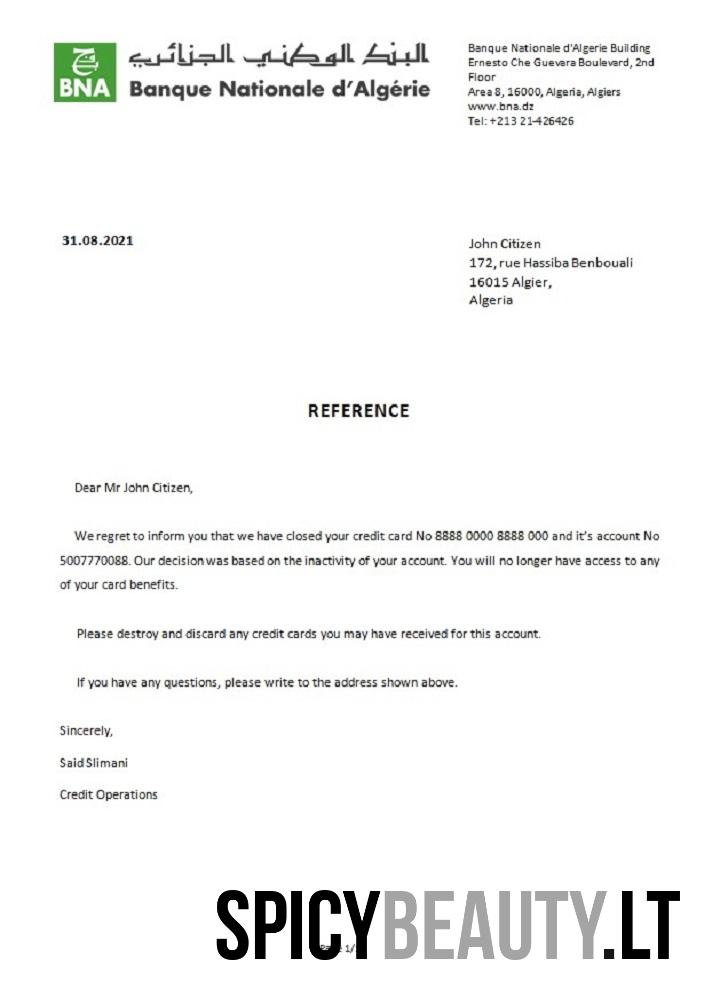 البنك الوطني الجزائري
BNA
Banque Nationale d'Algérie
Banque Nationale d'Algerie Building
Ernesto Che Guevara Boulevard, 2nd
Floor
Area 8, 16000, Algeria, Algiers
www.bna.dz
Tel: +213 21-426426
31.08.2021
John Citizen
172, rue Hassiba Benbouali
16015 Algier,
Algeria
REFERENCE
Dear Mr John Citizen,
We regret to inform you that we have closed your credit card No 8888 0000 8888 000 and it's account No
5007770088. Our decision was based on the inactivity of your account. You will no longer have access to any
of your card benefits.
Please destroy and discard any credit cards you may have received for this account.
If you have any questions, please write to the address shown above.
Sincerely,
Said Slimani
Credit Operations
SPICYBEAUTY.LT